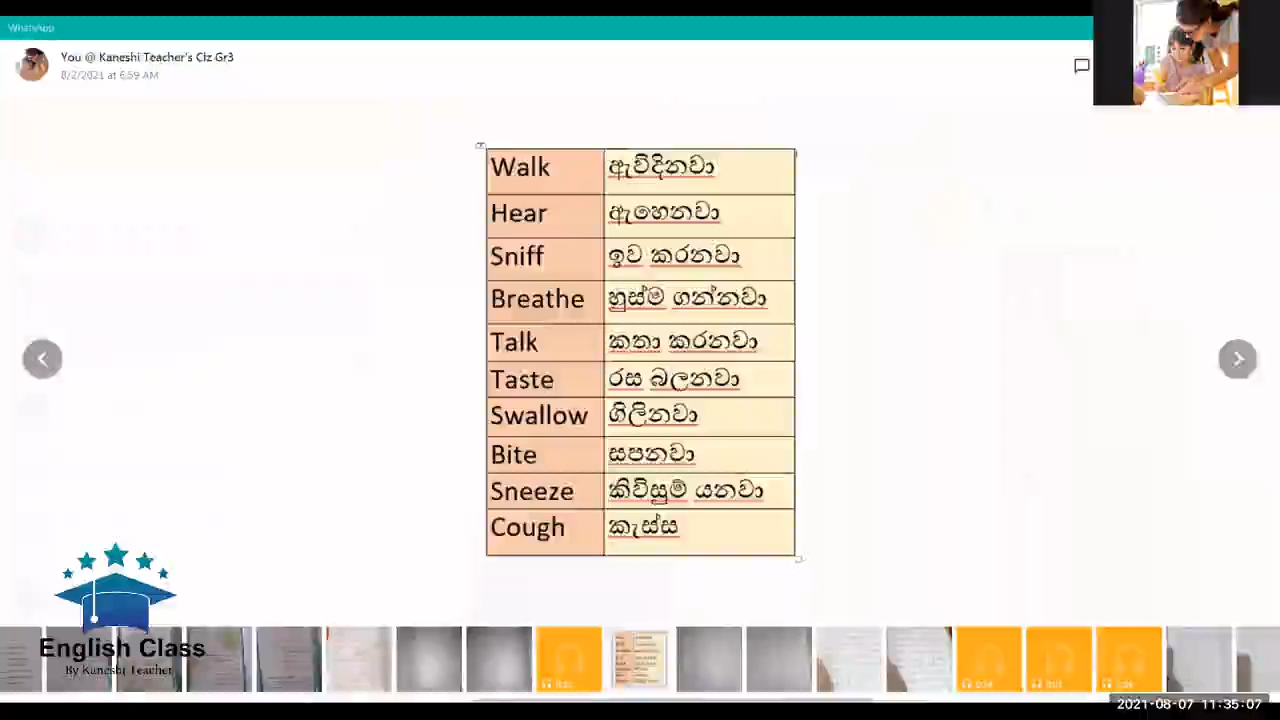 WhatsApp
You @ Kaneshi Teacher's Clz Gr3
8/2/2021 at 6:59 AM
Walk ඇවිදිනවා
Hear ඇහෙනවා
Sniff ඉව කරනවා
Breathe හුස්ම ගන්නවා
Talk කතා කරනවා
Taste රස බලනවා
Swallow ගිලිනවා
Bite සපනවා
Sneeze කිවිසුම් යනවා
Cough කැස්ස
English Class
By Kaneshi Teacher
2021-08-07 11:35:07